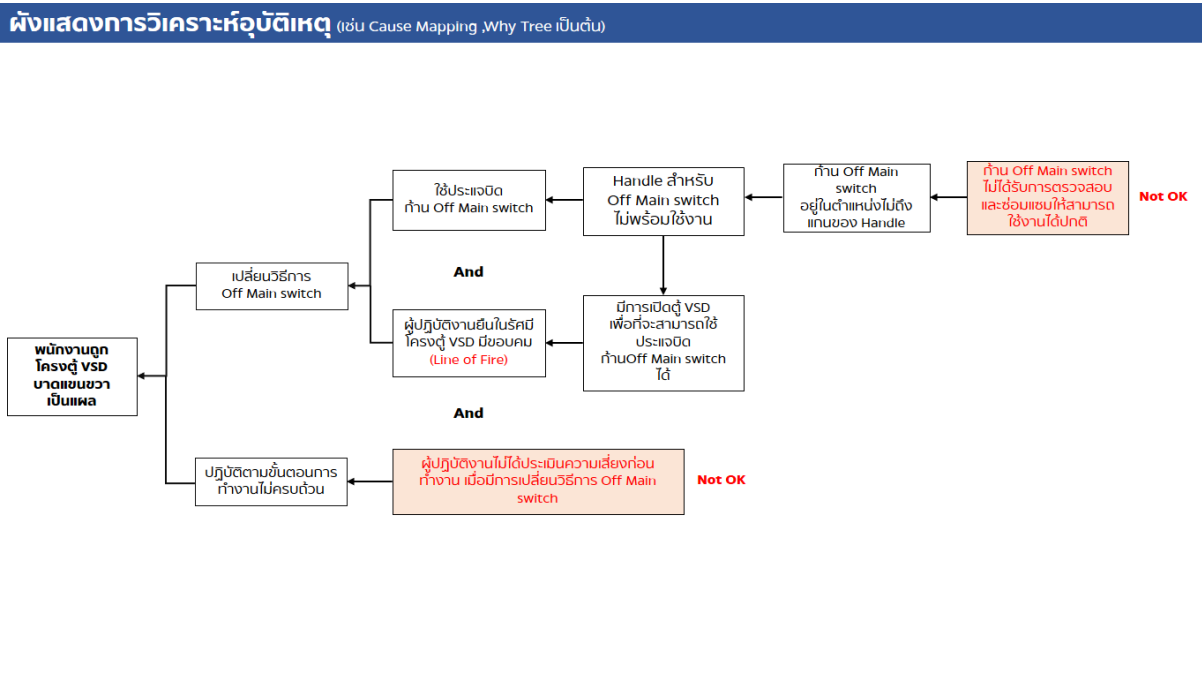 ผังแสดงการวิเคราะห์อุบัติเหตุ (เช่น Cause Mapping ,Why Tree เป็นต้น)
ใช้ประแจบิด
ก้าน Off Main switch
Handle สำหรับ
Off Main switch
ไม่พร้อมใช้งาน
ก้าน Off Main
switch
อยู่ในตำแหน่งไม่ถึง
แกนของ Handle
ก้าน Off Main switch
ไม่ได้รับการตรวจสอบ
และซ่อมแซมให้สามารถ
ใช้งานได้ปกติ
Not OK
And
เปลี่ยนวิธีการ
Off Main switch
ผู้ปฏิบัติงานยืนในรัศมี
โครงตู้ VSD มีขอบคม
(Line of Fire)
มีการเปิดตู้ VSD
เพื่อที่จะสามารถใช้
ประแจบิด
ก้านOff Main switch
ได้
พนักงานถูก
โครงตู้ VSD
บาดแขนขวา
เป็นแผล
And
ปฏิบัติตามขั้นตอนการ
ทำงานไม่ครบถ้วน
ผู้ปฏิบัติงานไม่ได้ประเมินความเสี่ยงก่อน
ทำงาน เมื่อมีการเปลี่ยนวิธีการ Off Main
switch
Not OK